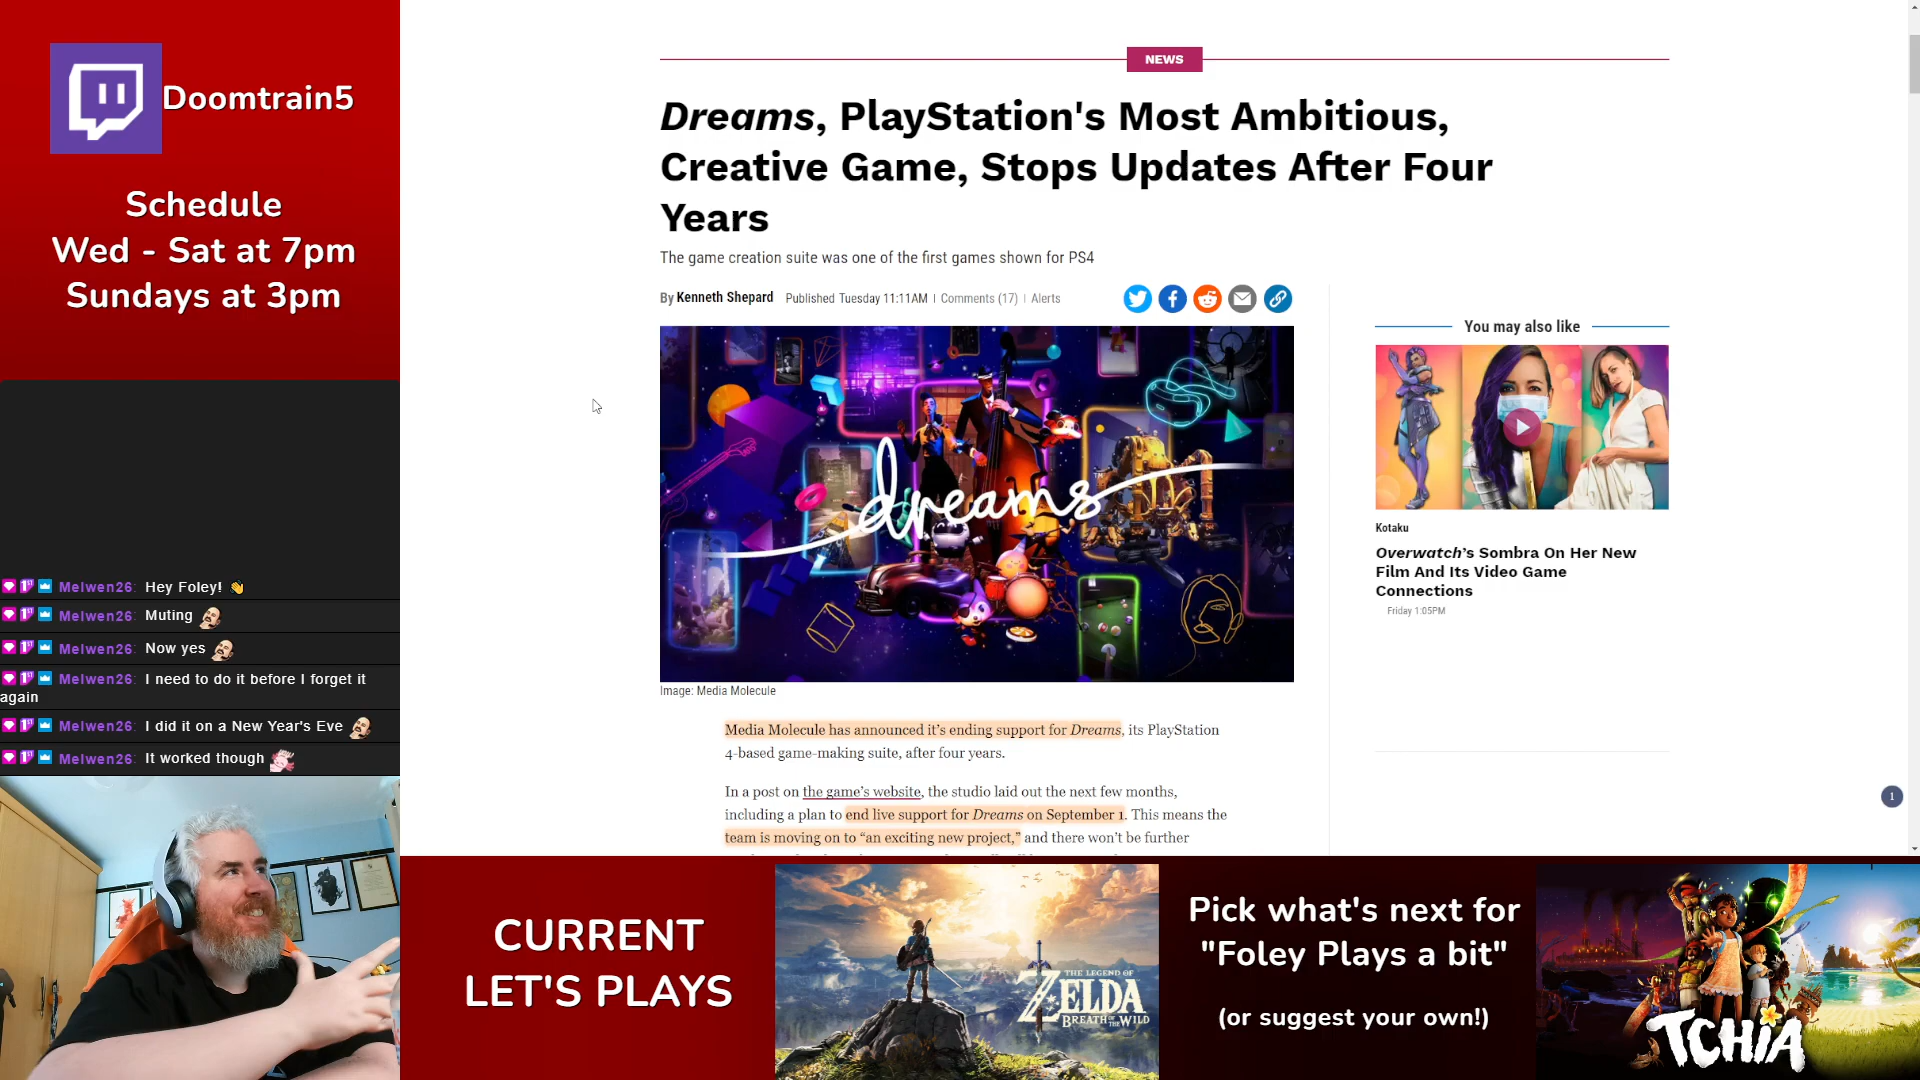 Doomtrain5
Schedule
Wed - Sat at 7pm
Sundays at 3pm
Melwen26: Hey Foley!
Melwen26: Muting
Melwen26: Now yes
Melwen26: I need to do it before I forget it
again
Melwen26: I did it on a New Year's Eve
Melwen26: It worked though
NEWS
Dreams, PlayStation's Most Ambitious,
Creative Game, Stops Updates After Four
Years
The game creation suite was one of the first games shown for PS4
By Kenneth Shepard Published Tuesday 11:11AM | Comments (17) | Alerts
dreams
Image: Media Molecule
Media Molecule has announced it’s ending support for Dreams, its PlayStation
4-based game-making suite, after four years.
In a post on the game’s website, the studio laid out the next few months,
including a plan to end live support for Dreams on September 1. This means the
team is moving on to “an exciting new project,” and there won’t be further
You may also like
Kotaku
Overwatch’s Sombra On Her New
Film And Its Video Game
Connections
Friday 1:05PM
1
CURRENT
LET'S PLAYS
THE LEGEND OF
ZELDA
BREATH OF THE WILD
Pick what's next for
"Foley Plays a bit"
(or suggest your own!)
TCHIA